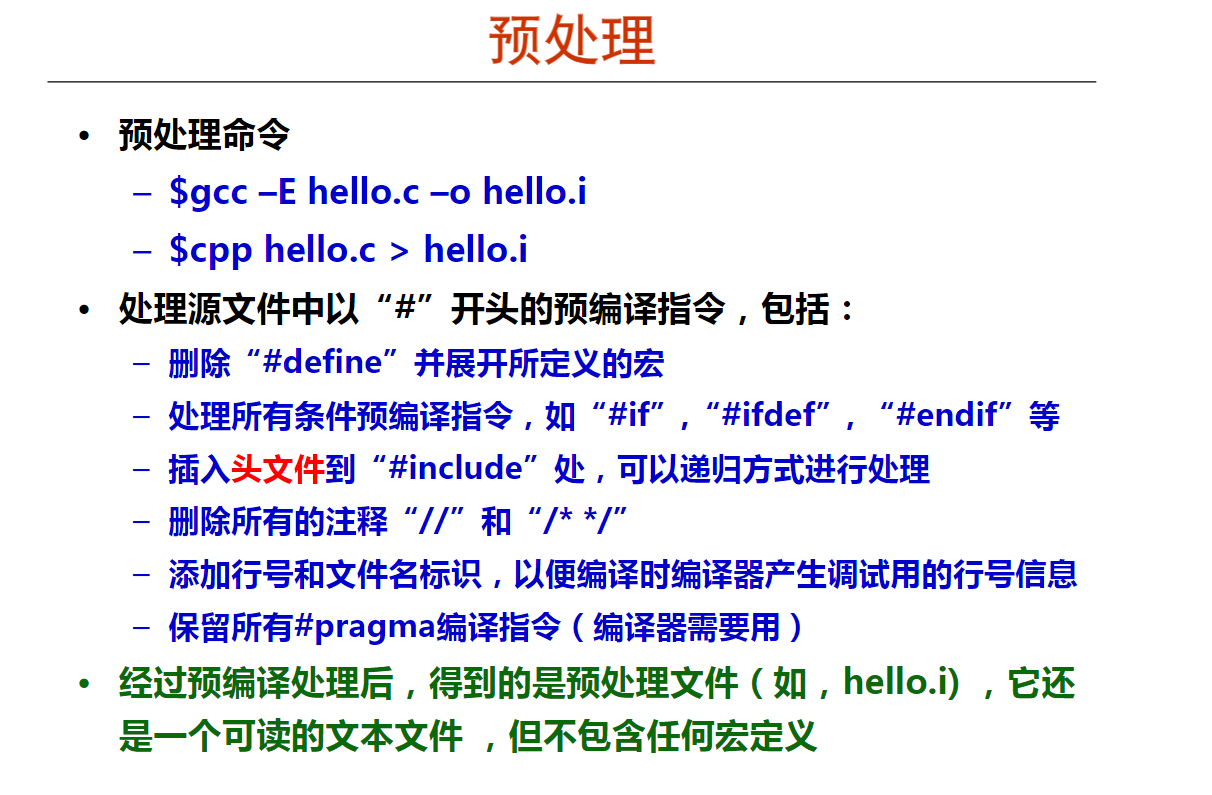 预处理
• 预处理命令
– $gcc –E hello.c –o hello.i
– $cpp hello.c > hello.i
• 处理源文件中以“#”开头的预编译指令，包括：
– 删除“#define”并展开所定义的宏
– 处理所有条件预编译指令，如“#if”，“#ifdef”，“#endif”等
– 插入头文件到“#include”处，可以递归方式进行处理
– 删除所有的注释“//”和“/* */”
– 添加行号和文件名标识，以便编译时编译器产生调试用的行号信息
– 保留所有#pragma编译指令（编译器需要用）
• 经过预编译处理后，得到的是预处理文件（如，hello.i），它还
是一个可读的文本文件 ，但不包含任何宏定义